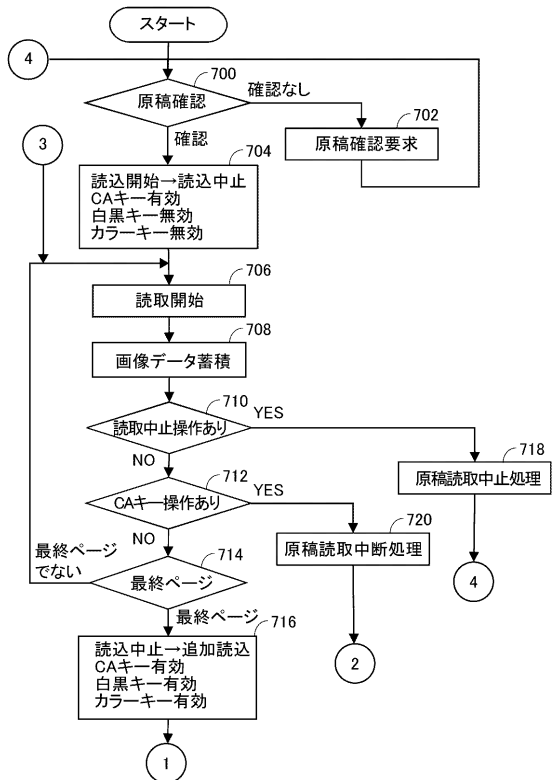 スタート
4
700
原稿確認
確認なし
702
原稿確認要求
確認
3
704
読込開始→読込中止
CAキー有効
白黒キー無効
カラーキー無効
706
読取開始
708
画像データ蓄積
710
読取中止操作あり
YES
718
原稿読取中止処理
NO
712
CAキー操作あり
YES
720
原稿読取中断処理
4
NO
最終ページ
でない
714
最終ページ
最終ページ
716
読込中止→追加読込
CAキー有効
白黒キー有効
カラーキー有効
2
1